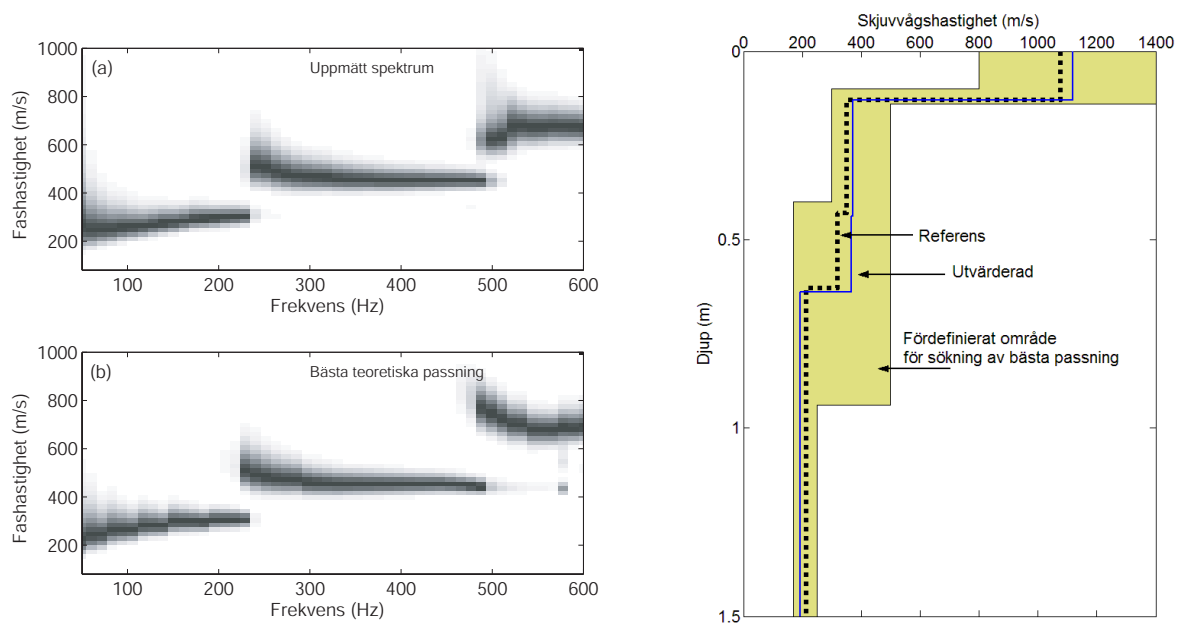 (a)
Uppmätt spektrum
1000
800
600
400
200
Fashastighet (m/s)
100 200 300 400 500 600
Frekvens (Hz)
(b)
Bästa teoretiska passning
1000
800
600
400
200
Fashastighet (m/s)
100 200 300 400 500 600
Frekvens (Hz)
Skjuvvågshastighet (m/s)
0 200 400 600 800 1000 1200 1400
0
0.5
1
1.5
Djup (m)
Referens
Utvärderad
Fördefinierat område
för sökning av bästa passning